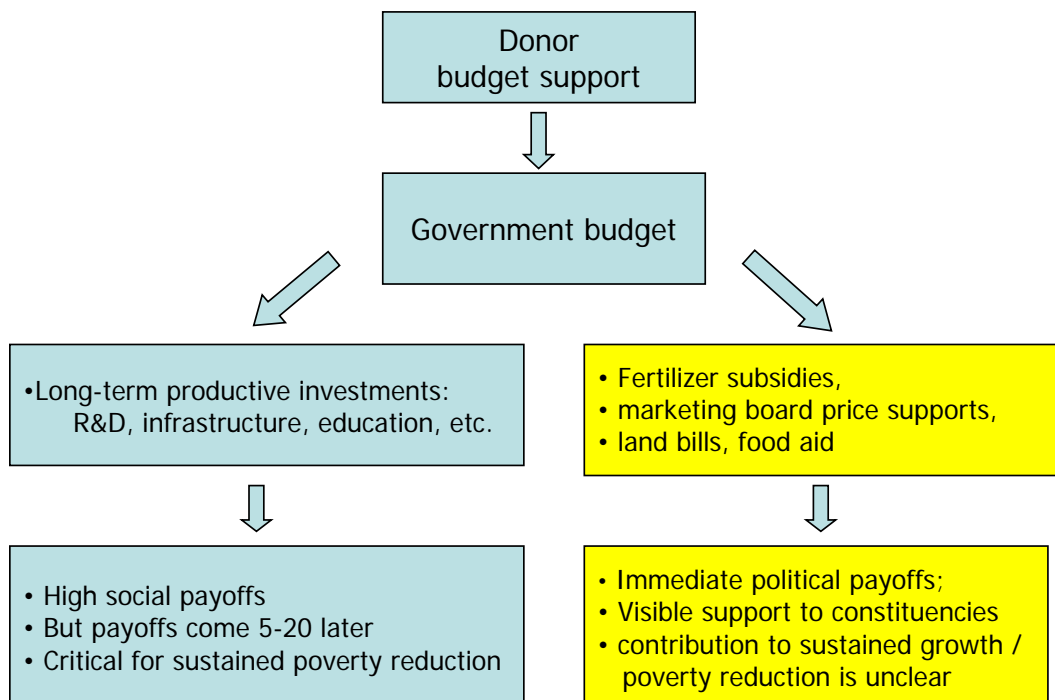 Donor
budget support
Government budget
•Long-term productive investments:
R&D, infrastructure, education, etc.
• Fertilizer subsidies,
• marketing board price supports,
• land bills, food aid
• High social payoffs
• But payoffs come 5-20 later
• Critical for sustained poverty reduction
• Immediate political payoffs;
• Visible support to constituencies
• contribution to sustained growth /
poverty reduction is unclear